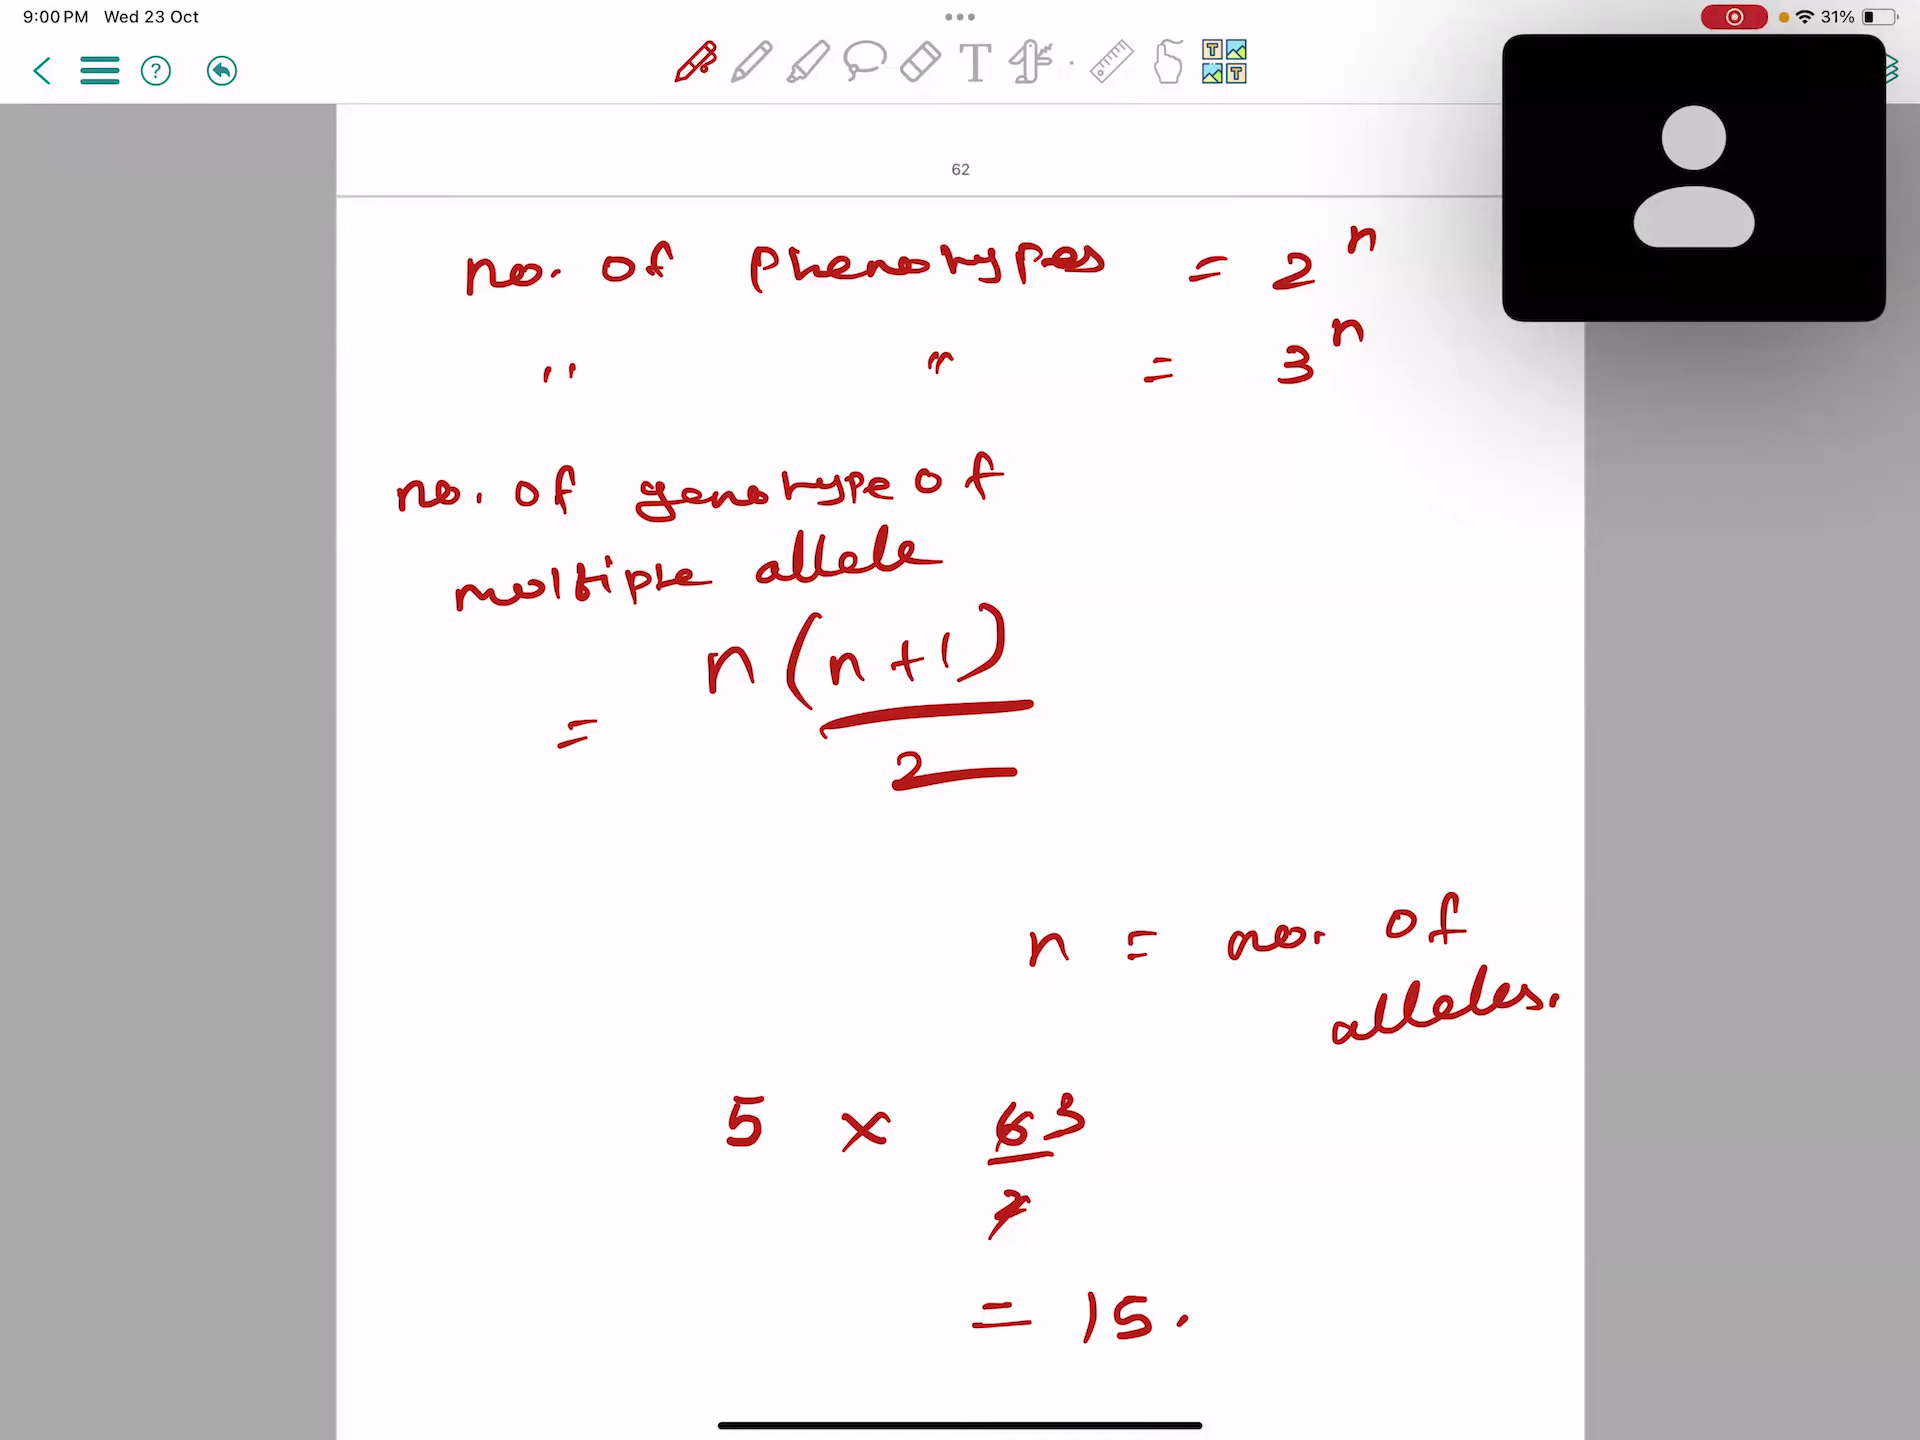 9:00 PM Wed 23 Oct
31%
62
no. of Phenotypes = 2^n
,, ,, = 3^n
no. of genotype of
multiple allele
= n(n+1)
2
n = no. of
alleles.
5 × 6 3
2
= 15.